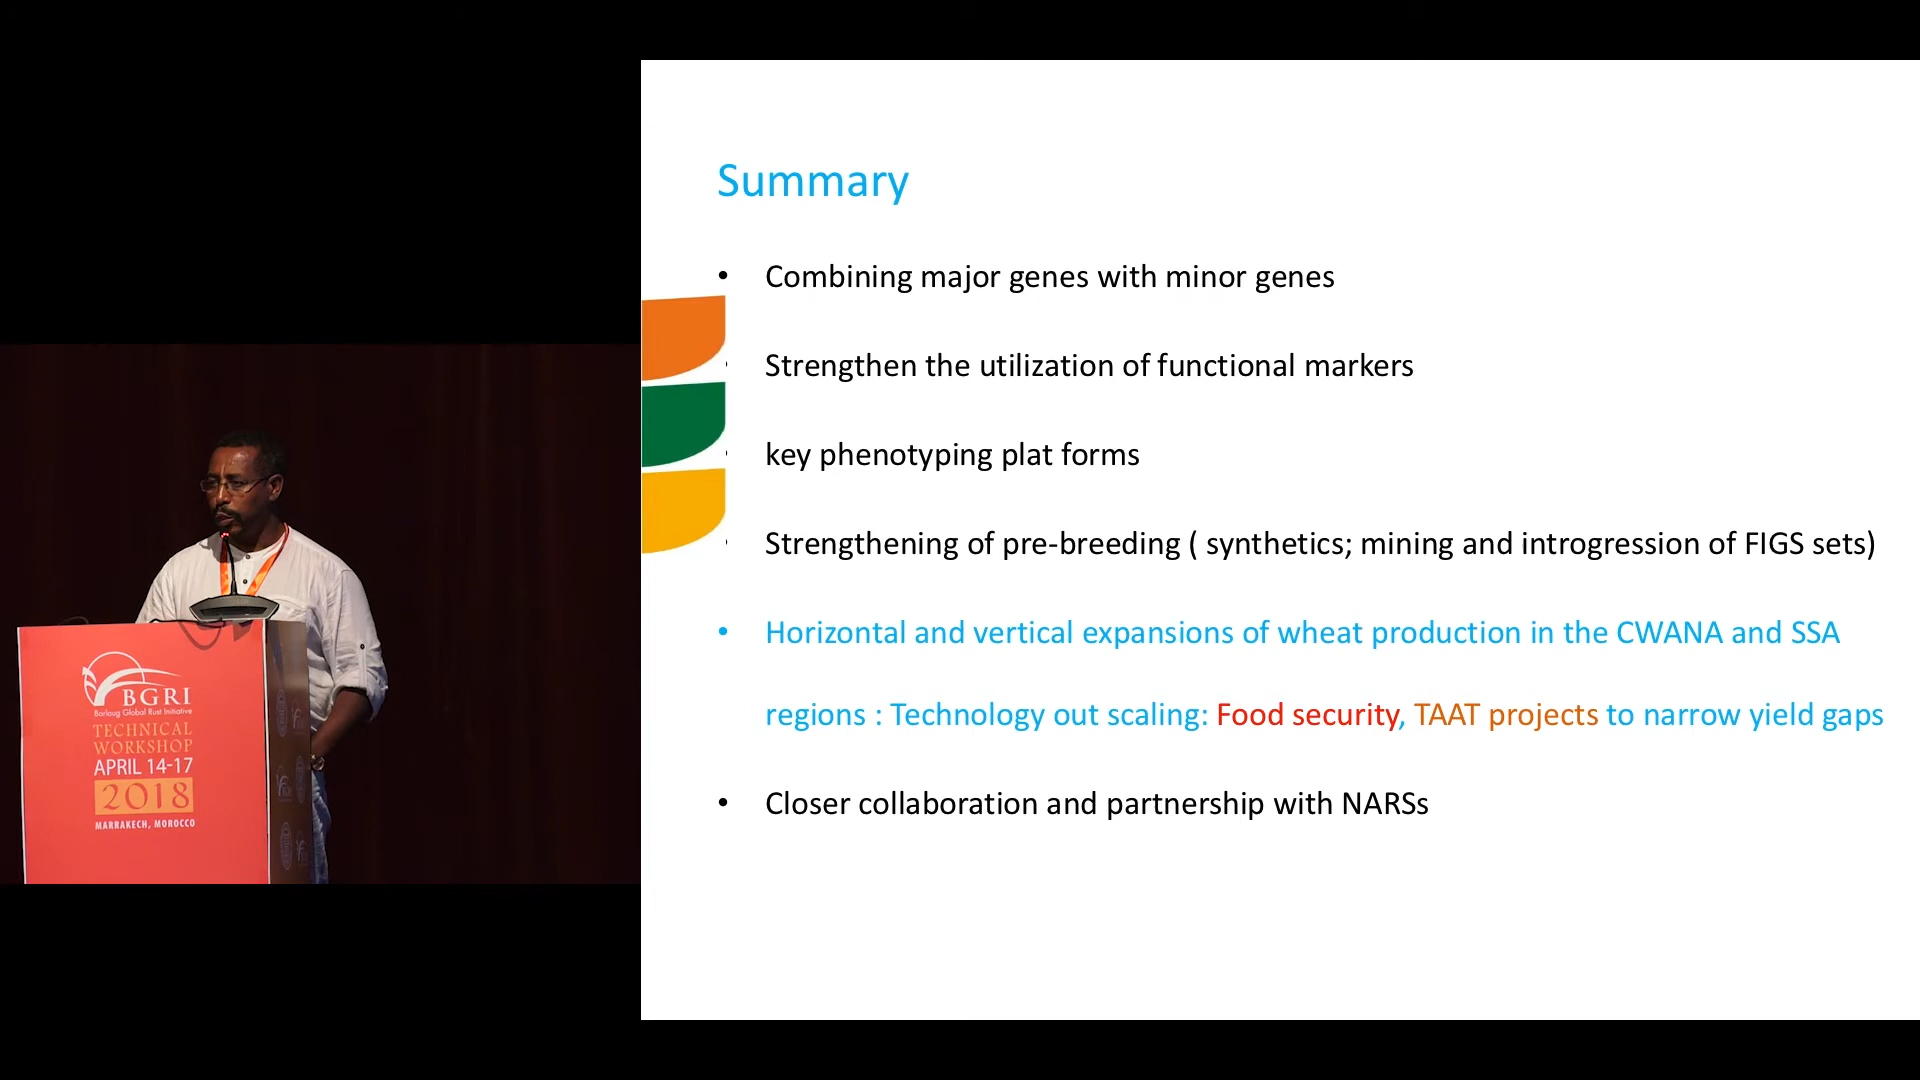 Summary
• Combining major genes with minor genes
Strengthen the utilization of functional markers
key phenotyping plat forms
Strengthening of pre-breeding ( synthetics; mining and introgression of FIGS sets)
• Horizontal and vertical expansions of wheat production in the CWANA and SSA
regions : Technology out scaling: Food security, TAAT projects to narrow yield gaps
• Closer collaboration and partnership with NARSs
BGRI
Borlaug Global Rust Initiative
TECHNICAL
WORKSHOP
APRIL 14-17
2018
MARRAKECH, MOROCCO